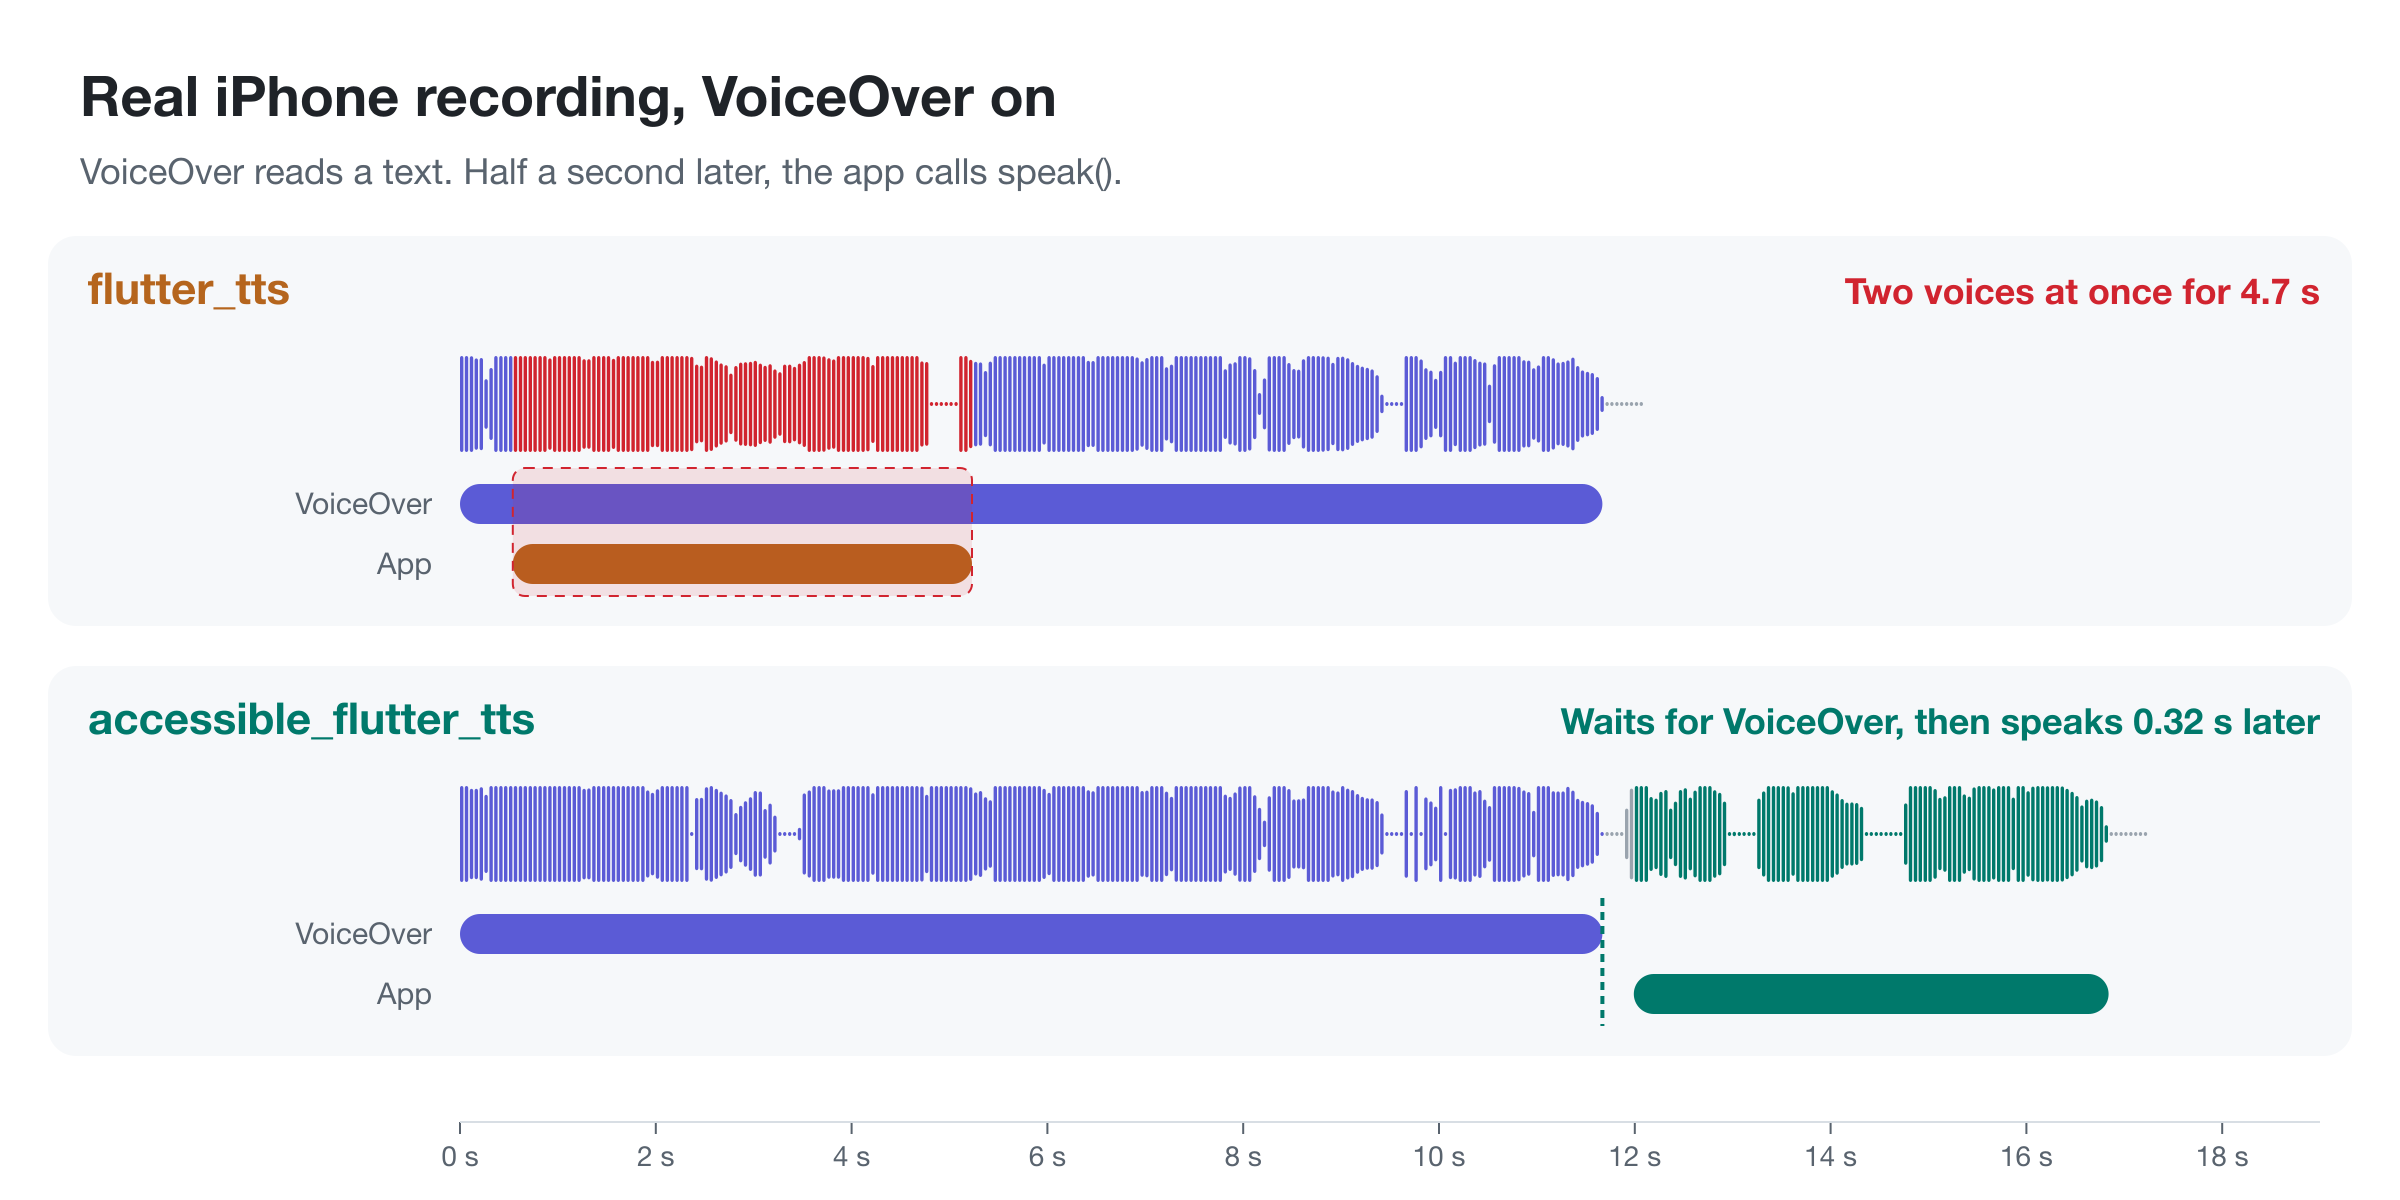 Real iPhone recording, VoiceOver on
VoiceOver reads a text. Half a second later, the app calls speak().
flutter_tts
Two voices at once for 4.7 s
VoiceOver
App
accessible_flutter_tts
Waits for VoiceOver, then speaks 0.32 s later
VoiceOver
App
0 s 2 s 4 s 6 s 8 s 10 s 12 s 14 s 16 s 18 s